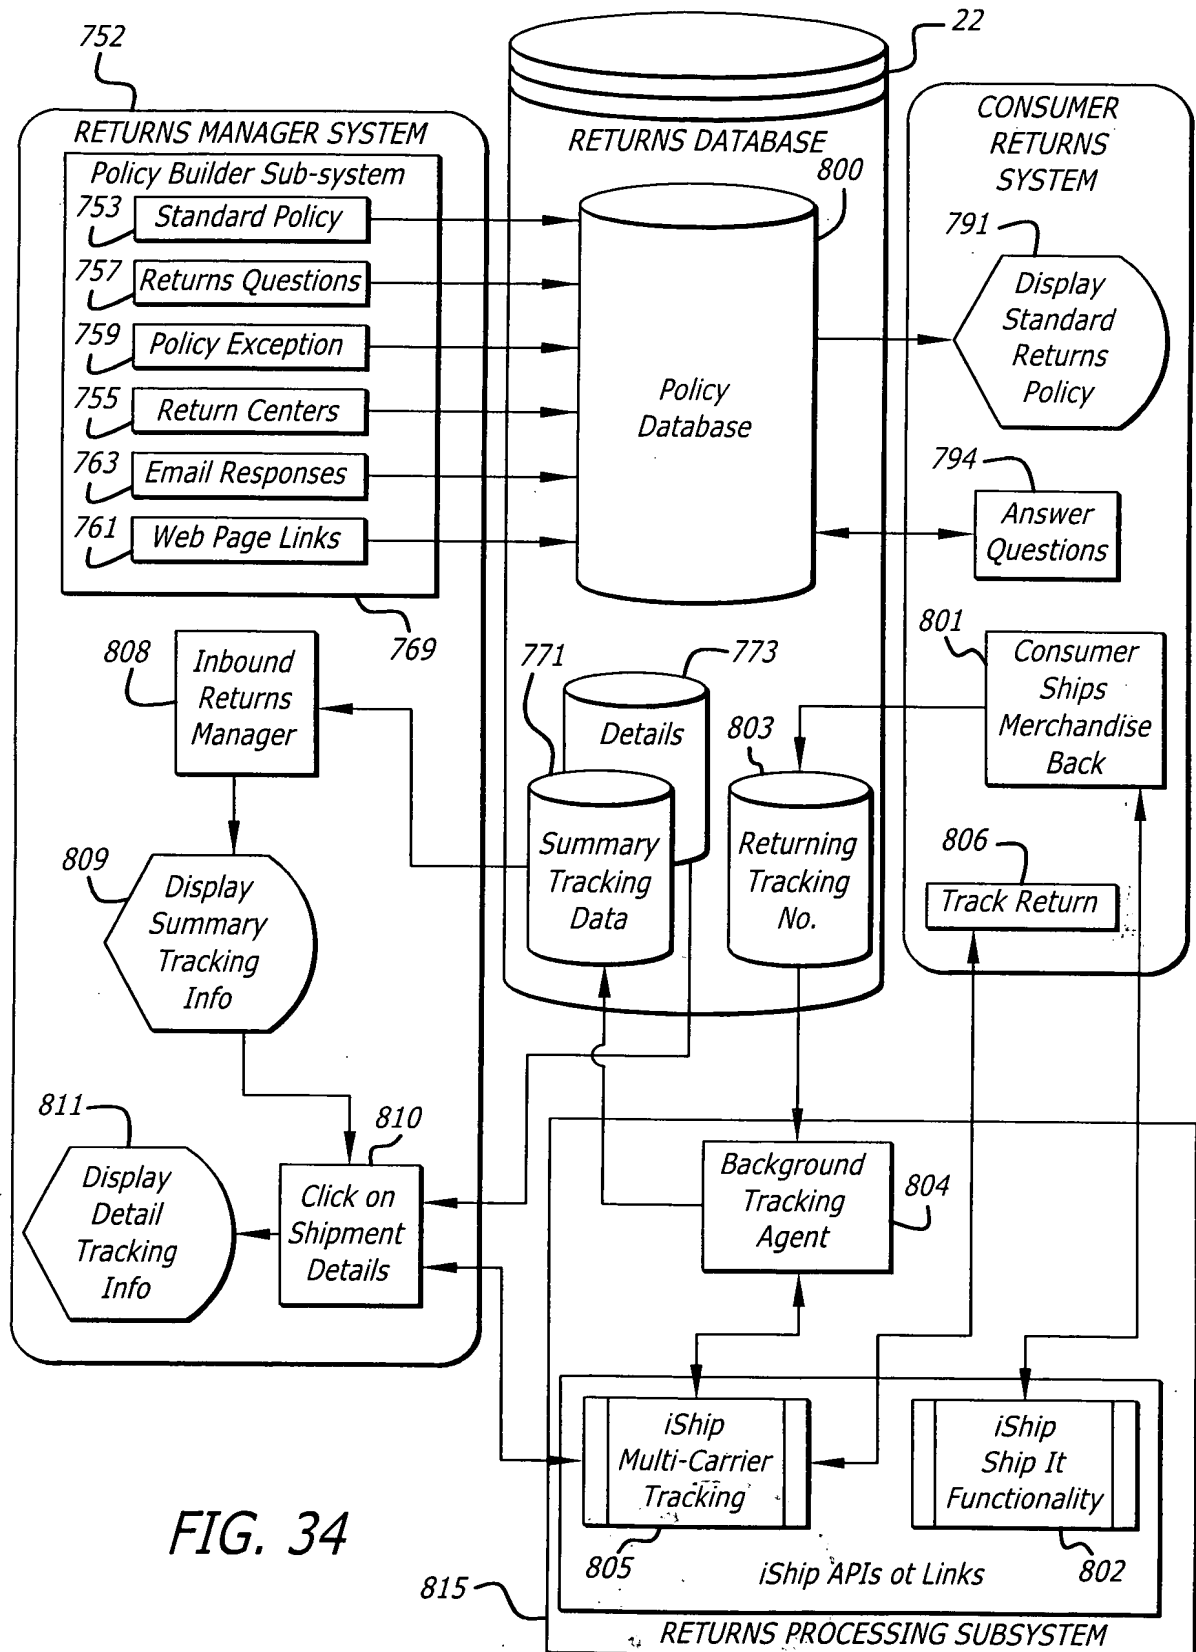 22
752
RETURNS MANAGER SYSTEM
Policy Builder Sub-system
753
Standard Policy
757
Returns Questions
759
Policy Exception
755
Return Centers
763
Email Responses
761
Web Page Links
769
RETURNS DATABASE
800
Policy
Database
CONSUMER
RETURNS
SYSTEM
791
Display
Standard
Returns
Policy
794
Answer
Questions
808
Inbound
Returns
Manager
771
773
Details
Summary
Tracking
Data
803
Returning
Tracking
No.
801
Consumer
Ships
Merchandise
Back
806
Track Return
809
Display
Summary
Tracking
Info
811
Display
Detail
Tracking
Info
810
Click on
Shipment
Details
Background
Tracking
Agent
804
iShip
Multi-Carrier
Tracking
805
iShip
Ship It
Functionality
802
iShip APIs ot Links
815
RETURNS PROCESSING SUBSYSTEM
FIG. 34